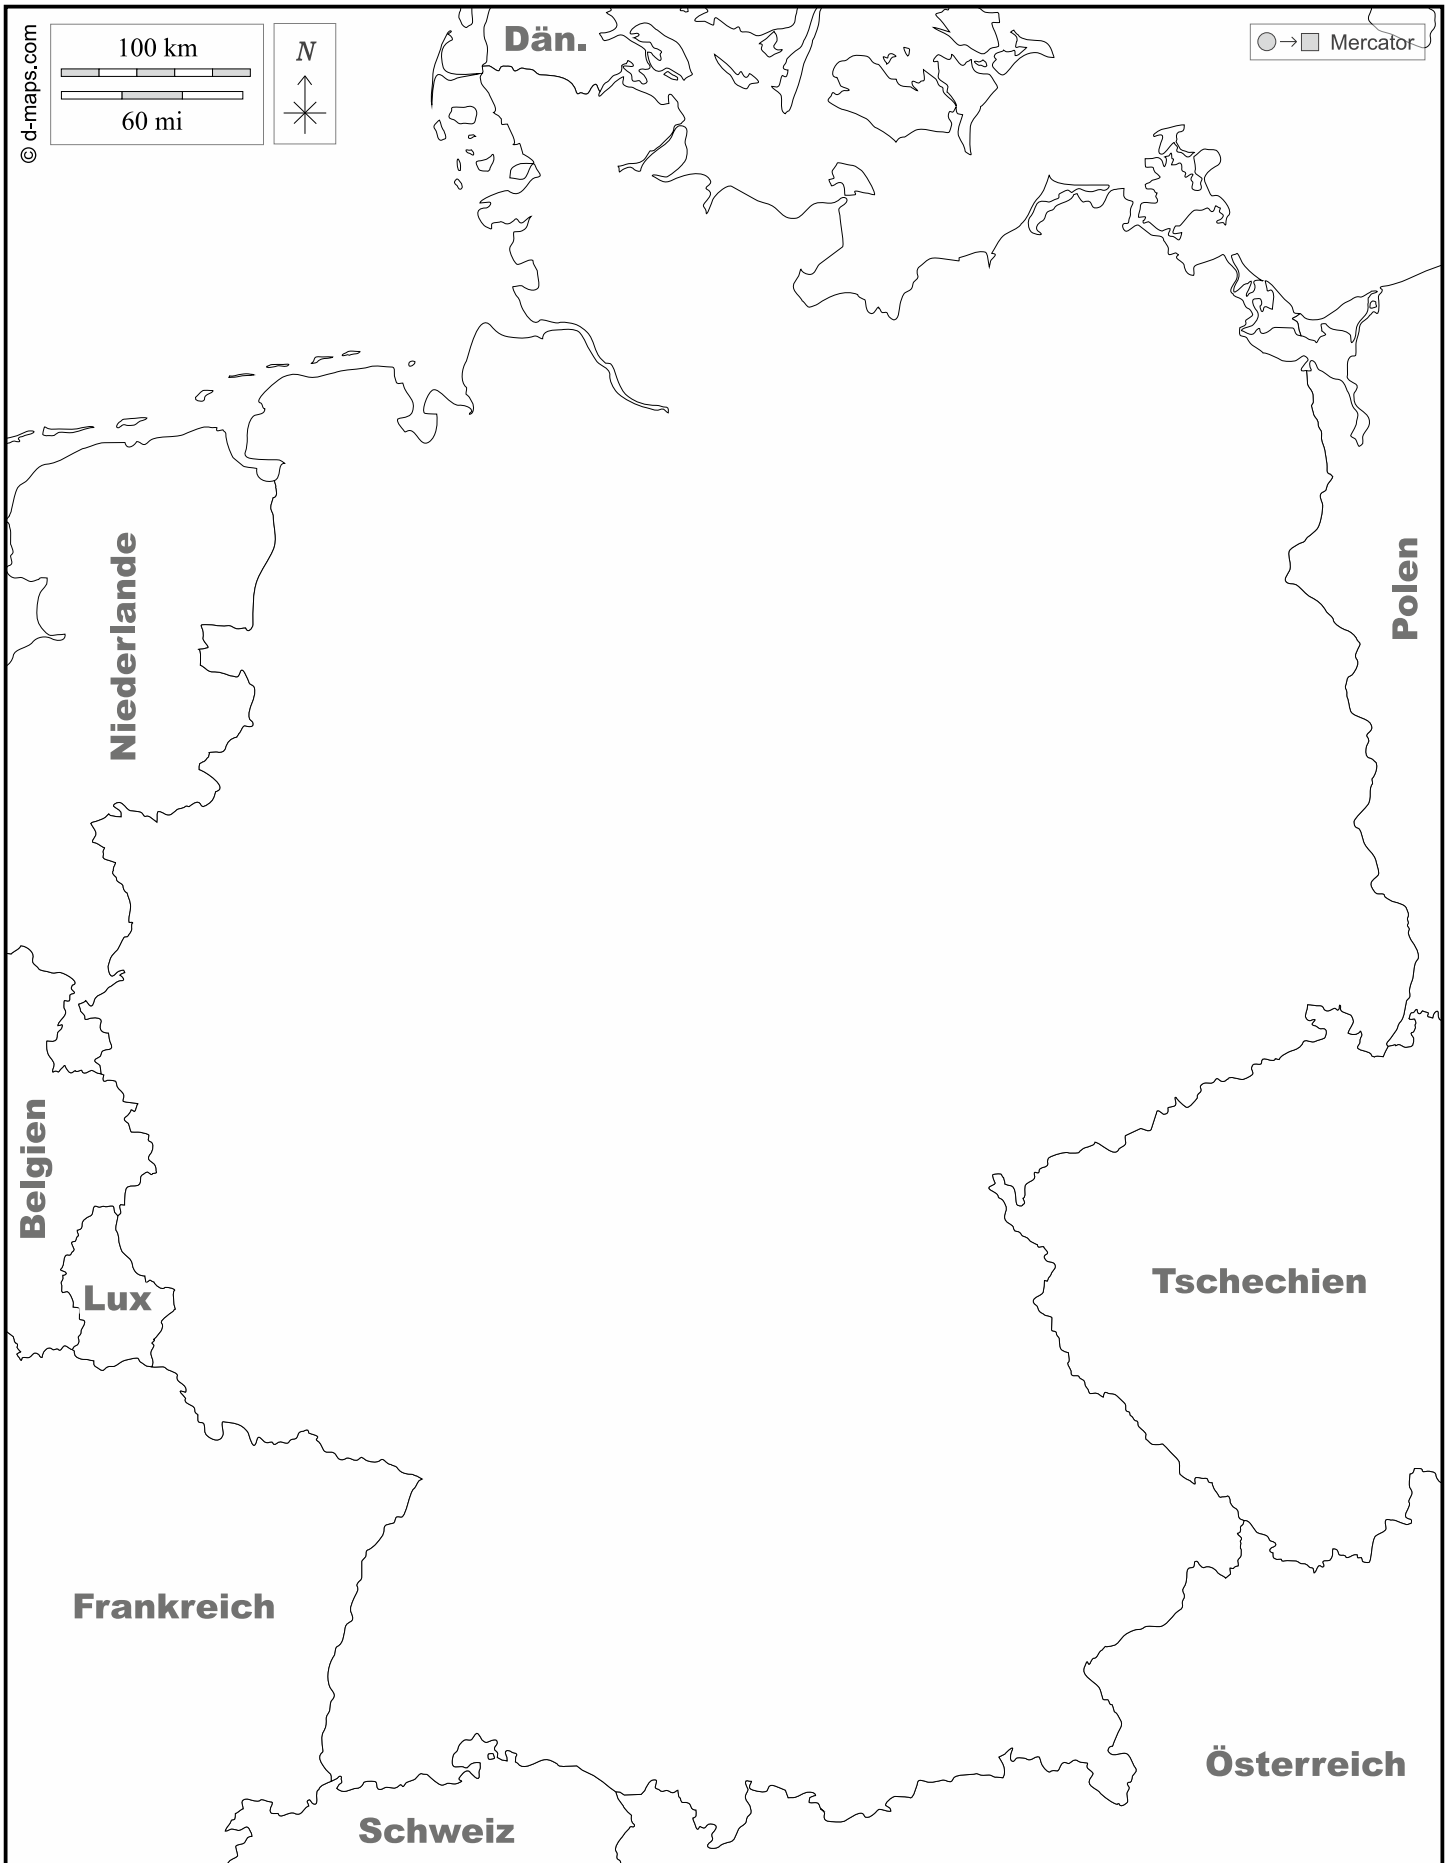 © d-maps.com
100 km
60 mi
N
Dän.
Mercator
Niederlande
Polen
Belgien
Lux
Tschechien
Frankreich
Österreich
Schweiz